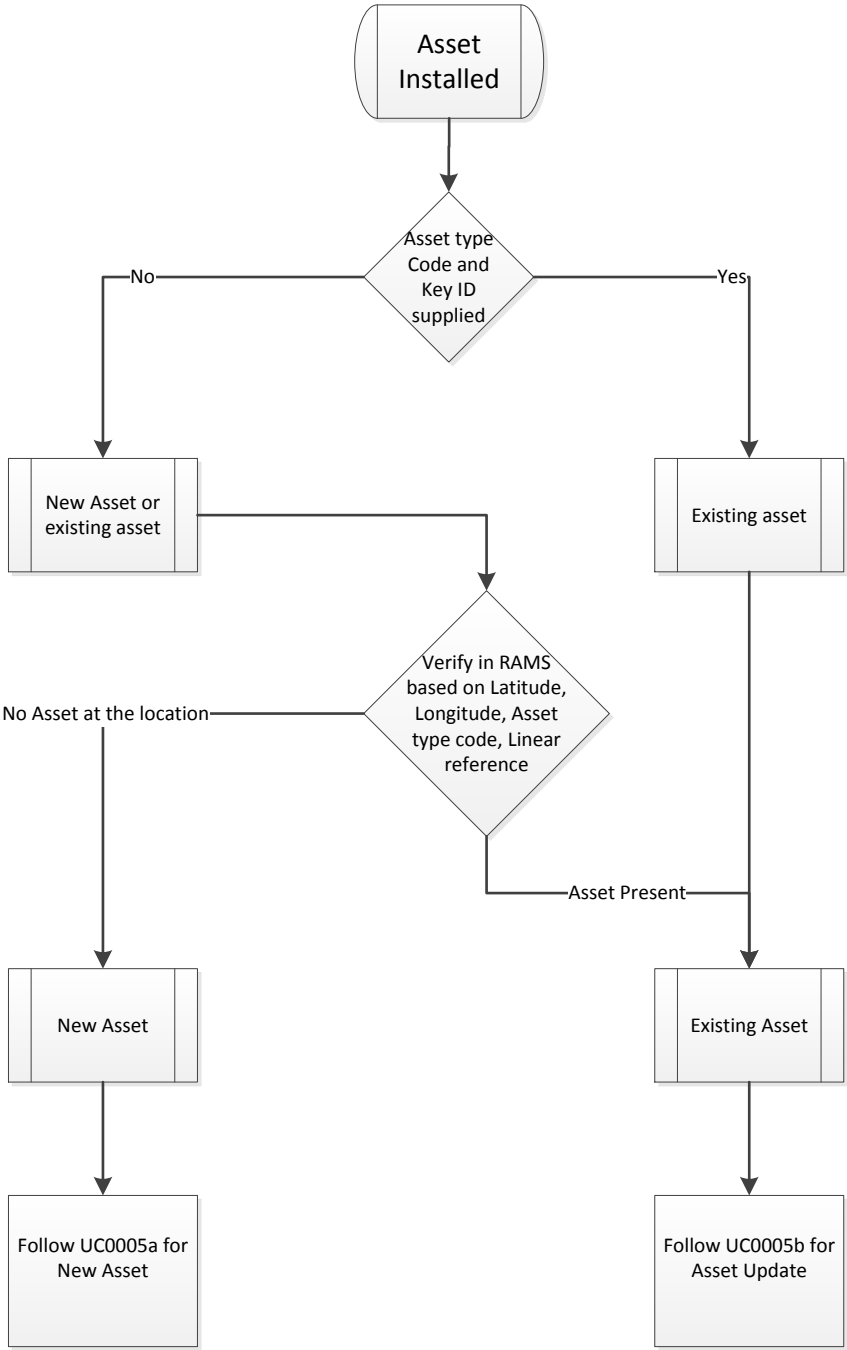 Asset
Installed
Asset type
Code and
Key ID
supplied
No
Yes
New Asset or
existing asset
Existing asset
Verify in RAMS
based on Latitude,
Longitude, Asset
type code, Linear
reference
No Asset at the location
Asset Present
New Asset
Existing Asset
Follow UC0005a for
New Asset
Follow UC0005b for
Asset Update